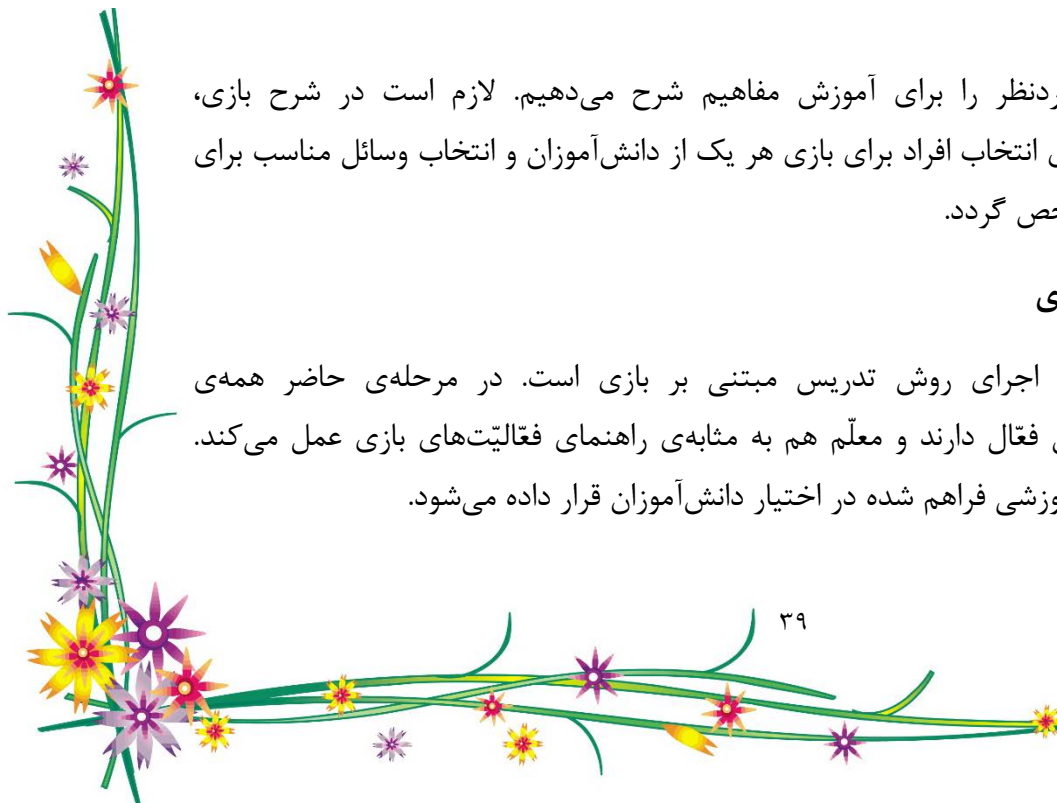 ردنظر را برای آموزش مفاهیم شرح می‌دهیم. لازم است در شرح بازی،
انتخاب افراد برای بازی هر یک از دانش‌آموزان و انتخاب وسائل مناسب برای
گردد.
اجرای روش تدریس مبتنی بر بازی است. در مرحله‌ی حاضر همه‌ی
فعّال دارند و معلّم هم به مثابه‌ی راهنمای فعّالیّت‌های بازی عمل می‌کند.
وزشی فراهم شده در اختیار دانش‌آموزان قرار داده می‌شود.
۳۹